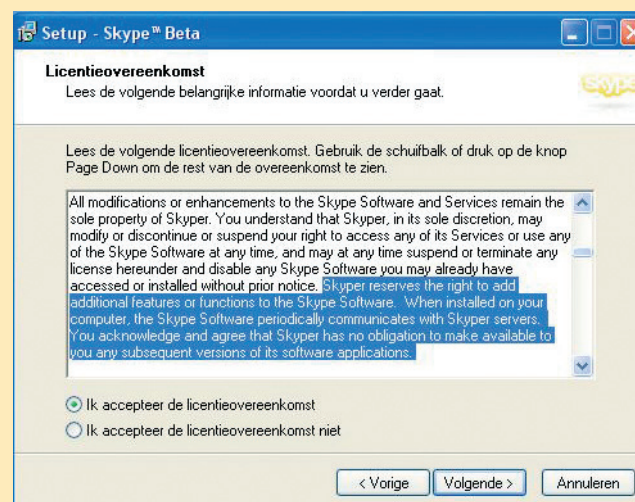 Setup - Skype™ Beta
Licentieovereenkomst
Lees de volgende belangrijke informatie voordat u verder gaat.
skype
Lees de volgende licentieovereenkomst. Gebruik de schuifbalk of druk op de knop
Page Down om de rest van de overeenkomst te zien.
All modifications or enhancements to the Skype Software and Services remain the
sole property of Skyper. You understand that Skyper, in its sole discretion, may
modify or discontinue or suspend your right to access any of its Services or use any
of the Skype Software at any time, and may at any time suspend or terminate any
license hereunder and disable any Skype Software you may already have
accessed or installed without prior notice. Skyper reserves the right to add
additional features or functions to the Skype Software. When installed on your
computer, the Skype Software periodically communicates with Skyper servers.
You acknowledge and agree that Skyper has no obligation to make available to
you any subsequent versions of its software applications.
Ik accepteer de licentieovereenkomst
Ik accepteer de licentieovereenkomst niet
< Vorige
Volgende >
Annuleren